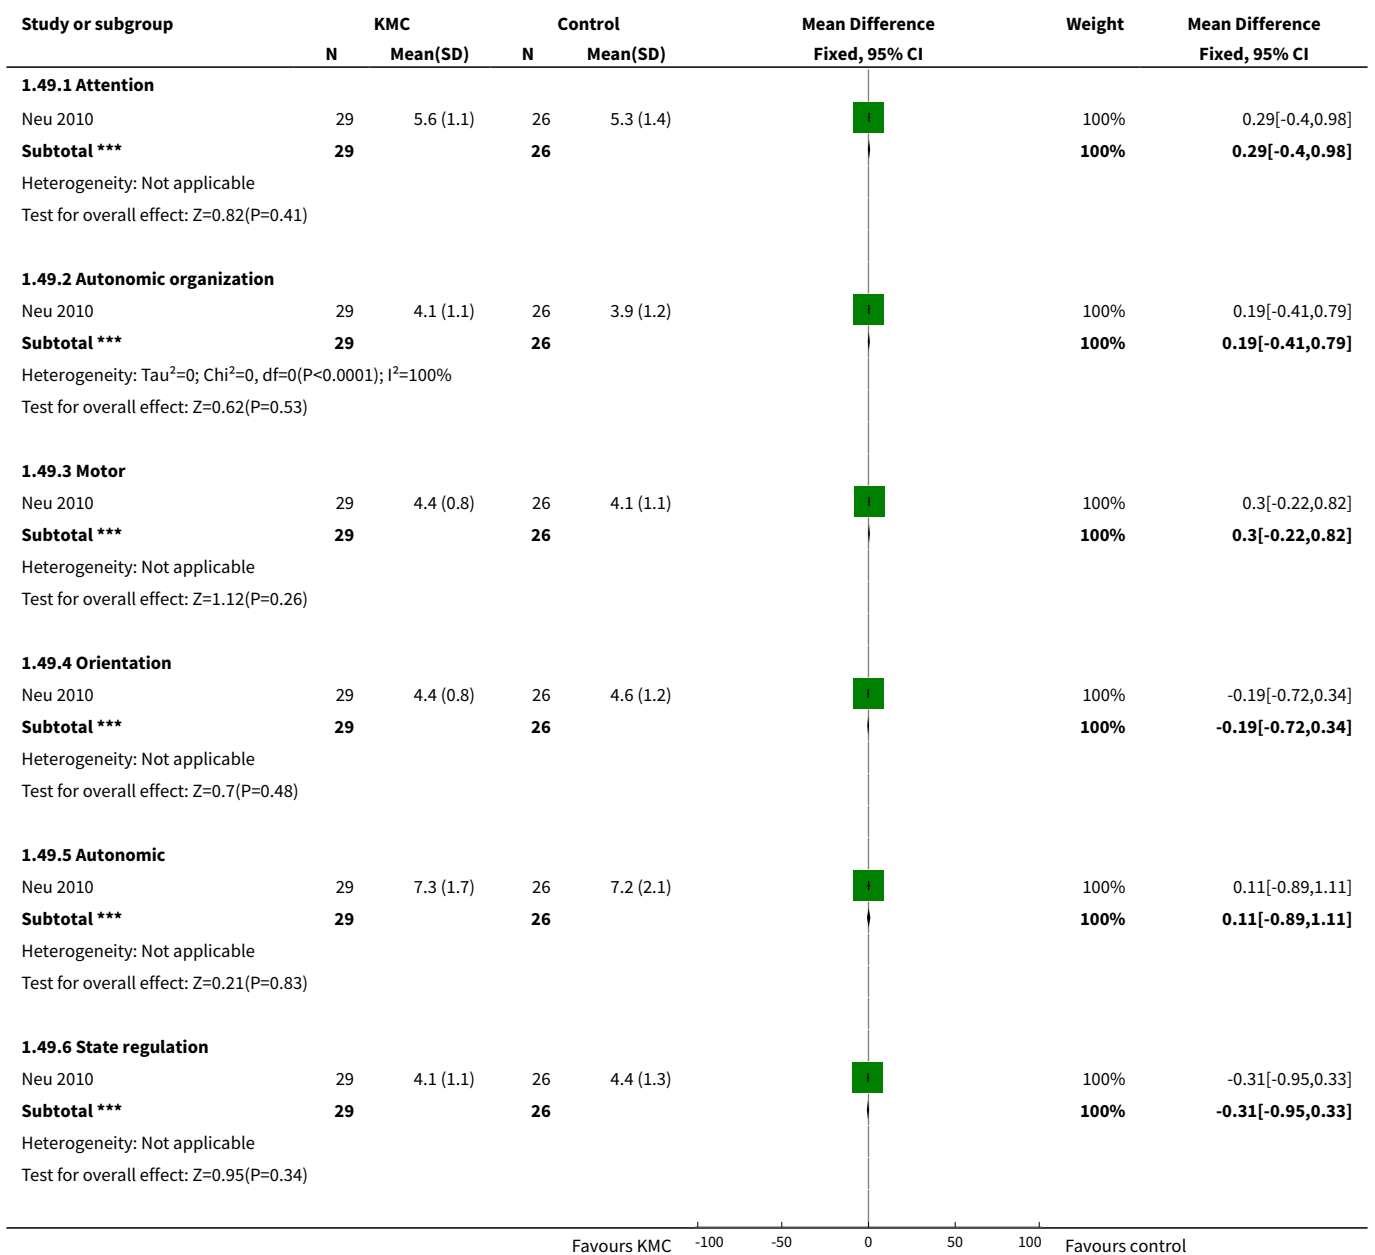 Study or subgroup KMC Control Mean Difference Weight Mean Difference
N Mean(SD) N Mean(SD) Fixed, 95% CI Fixed, 95% CI
1.49.1 Attention
Neu 2010 29 5.6 (1.1) 26 5.3 (1.4) 100% 0.29[-0.4,0.98]
Subtotal *** 29 26 100% 0.29[-0.4,0.98]
Heterogeneity: Not applicable
Test for overall effect: Z=0.82(P=0.41)
1.49.2 Autonomic organization
Neu 2010 29 4.1 (1.1) 26 3.9 (1.2) 100% 0.19[-0.41,0.79]
Subtotal *** 29 26 100% 0.19[-0.41,0.79]
Heterogeneity: Tau²=0; Chi²=0, df=0(P<0.0001); I²=100%
Test for overall effect: Z=0.62(P=0.53)
1.49.3 Motor
Neu 2010 29 4.4 (0.8) 26 4.1 (1.1) 100% 0.3[-0.22,0.82]
Subtotal *** 29 26 100% 0.3[-0.22,0.82]
Heterogeneity: Not applicable
Test for overall effect: Z=1.12(P=0.26)
1.49.4 Orientation
Neu 2010 29 4.4 (0.8) 26 4.6 (1.2) 100% -0.19[-0.72,0.34]
Subtotal *** 29 26 100% -0.19[-0.72,0.34]
Heterogeneity: Not applicable
Test for overall effect: Z=0.7(P=0.48)
1.49.5 Autonomic
Neu 2010 29 7.3 (1.7) 26 7.2 (2.1) 100% 0.11[-0.89,1.11]
Subtotal *** 29 26 100% 0.11[-0.89,1.11]
Heterogeneity: Not applicable
Test for overall effect: Z=0.21(P=0.83)
1.49.6 State regulation
Neu 2010 29 4.1 (1.1) 26 4.4 (1.3) 100% -0.31[-0.95,0.33]
Subtotal *** 29 26 100% -0.31[-0.95,0.33]
Heterogeneity: Not applicable
Test for overall effect: Z=0.95(P=0.34)
Favours KMC -100 -50 0 50 100 Favours control